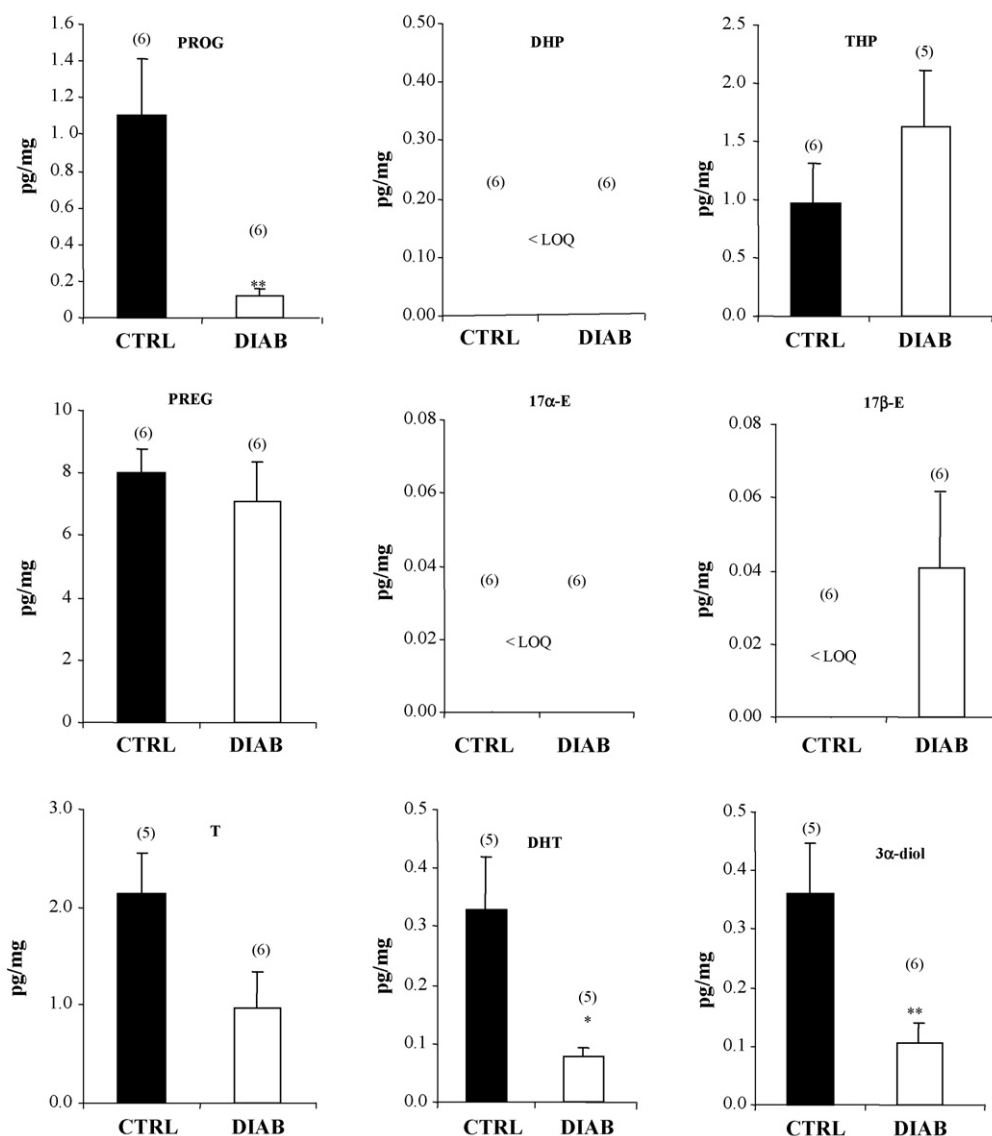 PROG
pg/mg
1.6
1.4
1.2
1.0
0.8
0.6
0.4
0.2
0
(6)
(6)
**
CTRL DIAB
DHP
0.50
0.40
0.30
0.20
0.10
0.00
(6) (6)
< LOQ
CTRL DIAB
THP
pg/mg
2.5
2.0
1.5
1.0
0.5
0.0
(6)
(5)
CTRL DIAB
PREG
pg/mg
10
8
6
4
2
0
(6) (6)
CTRL DIAB
17α-E
pg/mg
0.08
0.06
0.04
0.02
0.00
(6) (6)
< LOQ
CTRL DIAB
17β-E
pg/mg
0.08
0.06
0.04
0.02
0.00
(6)
(6)
< LOQ
CTRL DIAB
T
pg/mg
3.0
2.0
1.0
0.0
(5)
(6)
CTRL DIAB
DHT
pg/mg
0.5
0.4
0.3
0.2
0.1
0.0
(5)
(5)
*
CTRL DIAB
3α-diol
pg/mg
0.5
0.4
0.3
0.2
0.1
0.0
(5)
(6)
**
CTRL DIAB